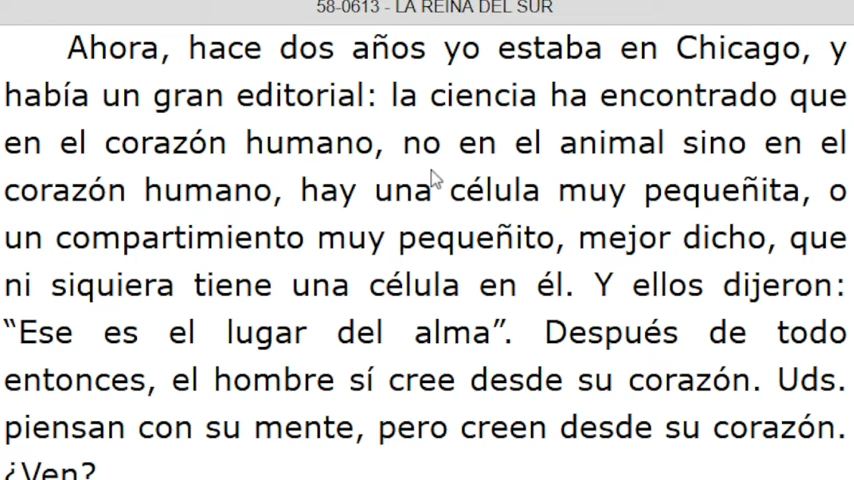 58-0613 - LA REINA DEL SUR
Ahora, hace dos años yo estaba en Chicago, y
había un gran editorial: la ciencia ha encontrado que
en el corazón humano, no en el animal sino en el
corazón humano, hay una célula muy pequeñita, o
un compartimiento muy pequeñito, mejor dicho, que
ni siquiera tiene una célula en él. Y ellos dijeron:
“Ese es el lugar del alma”. Después de todo
entonces, el hombre sí cree desde su corazón. Uds.
piensan con su mente, pero creen desde su corazón.
¿Ven?